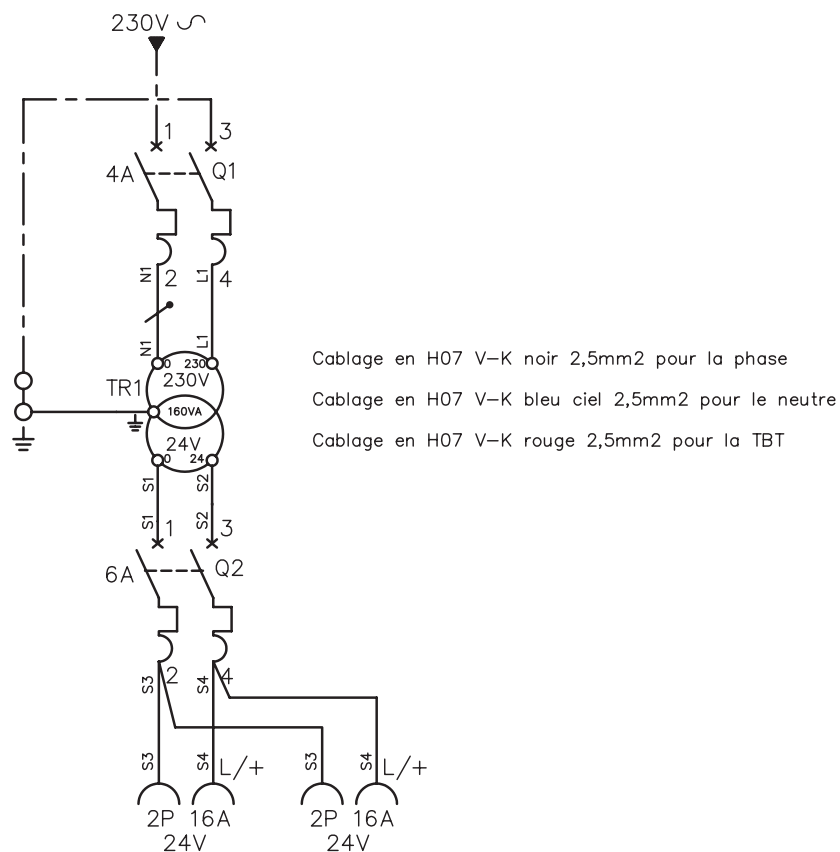 230V
1 3
4A Q1
N1 2 L1 4
N1 L1
0 230
230V
TR1
160VA
24V
0 24
Cablage en H07 V-K noir 2,5mm2 pour la phase
Cablage en H07 V-K bleu ciel 2,5mm2 pour le neutre
Cablage en H07 V-K rouge 2,5mm2 pour la TBT
S1 S2
S1 1 S2 3
6A Q2
S3 2 S4 4
S3 S4 L/+ S3 S4 L/+
2P 16A 2P 16A
24V 24V